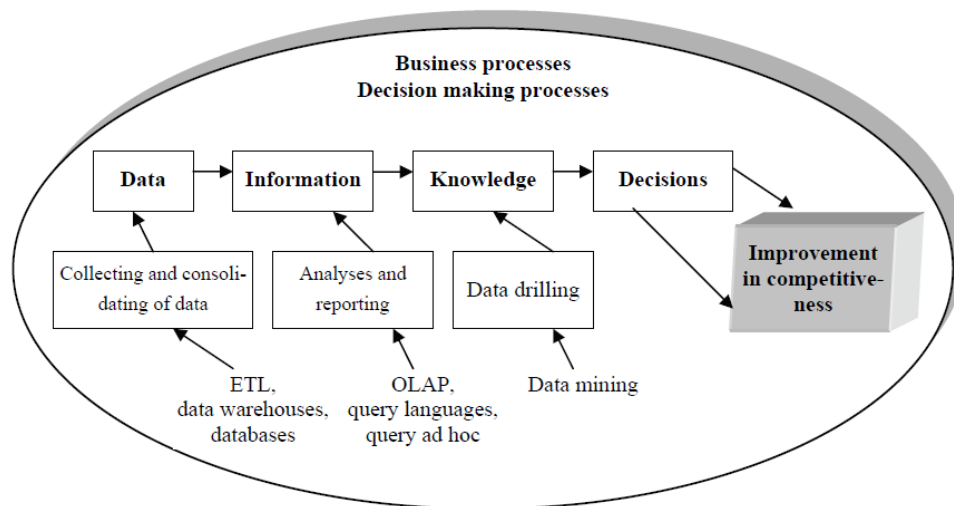 Business processes
Decision making processes
Data
Information
Knowledge
Decisions
Collecting and consoli-
dating of data
Analyses and
reporting
Data drilling
Improvement
in competitive-
ness
ETL,
data warehouses,
databases
OLAP,
query languages,
query ad hoc
Data mining